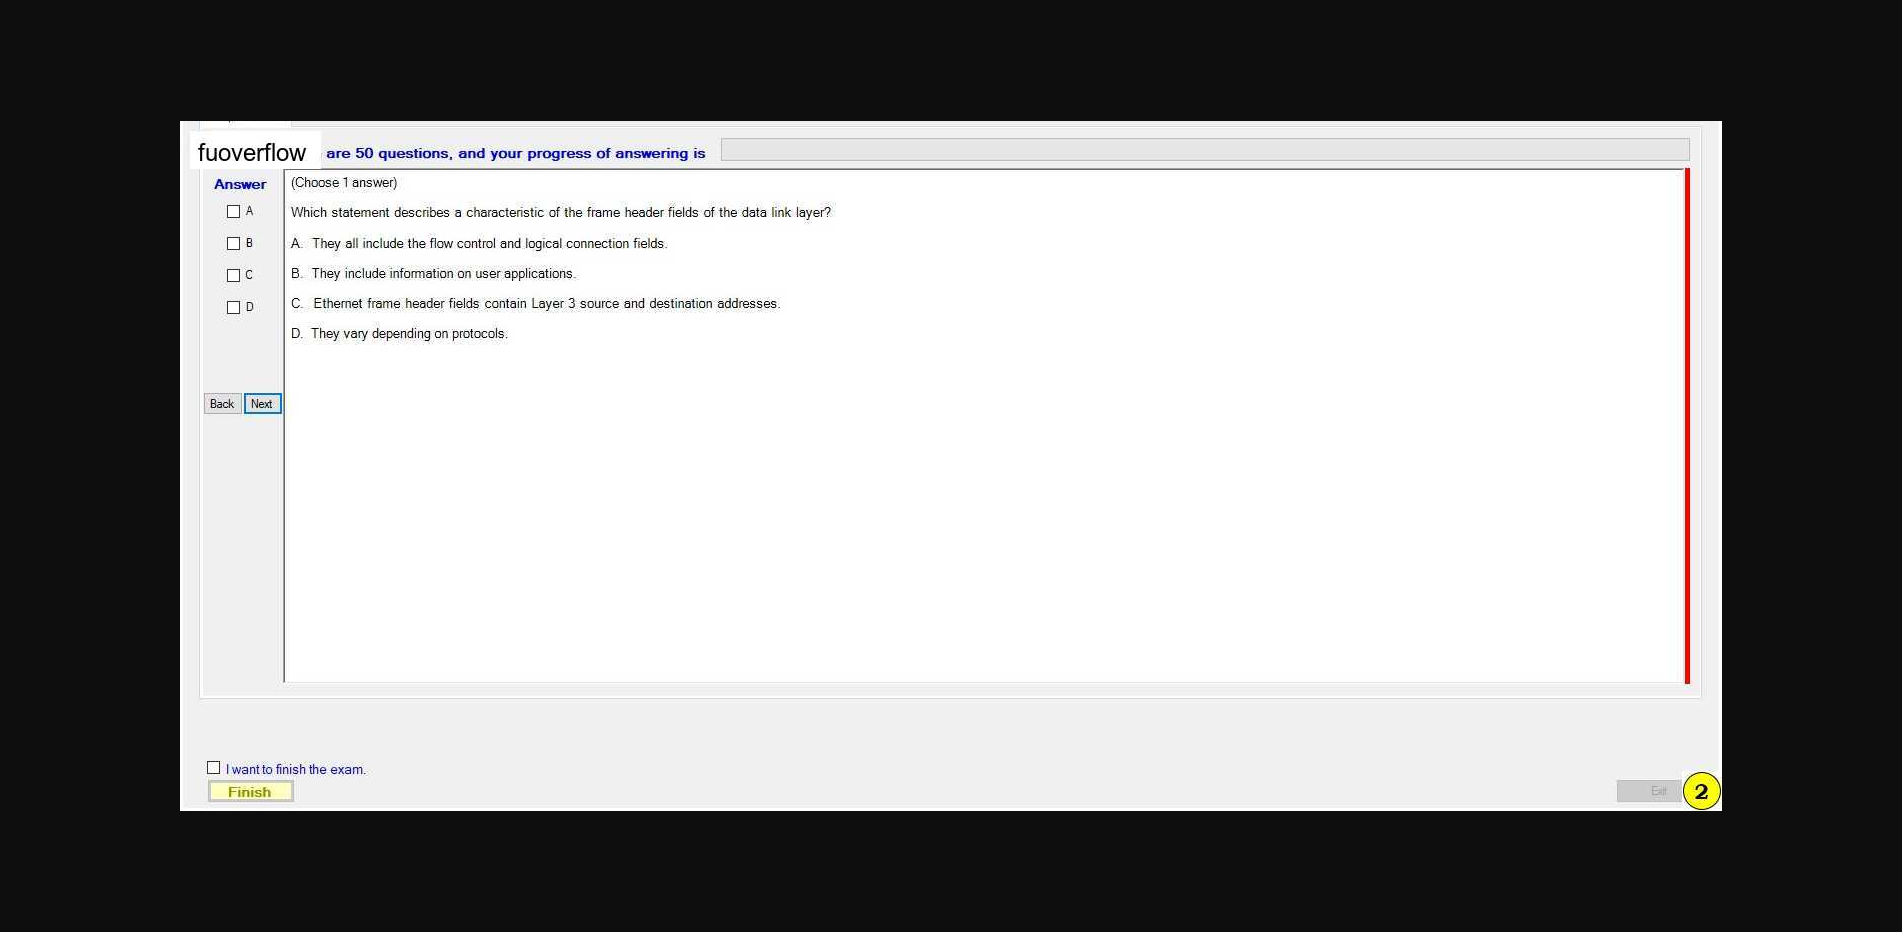 fuoverflow are 50 questions, and your progress of answering is
Answer
(Choose 1 answer)
A
Which statement describes a characteristic of the frame header fields of the data link layer?
B
A. They all include the flow control and logical connection fields.
C
B. They include information on user applications.
D
C. Ethernet frame header fields contain Layer 3 source and destination addresses.
D. They vary depending on protocols.
Back Next
I want to finish the exam.
Finish
Exit
2